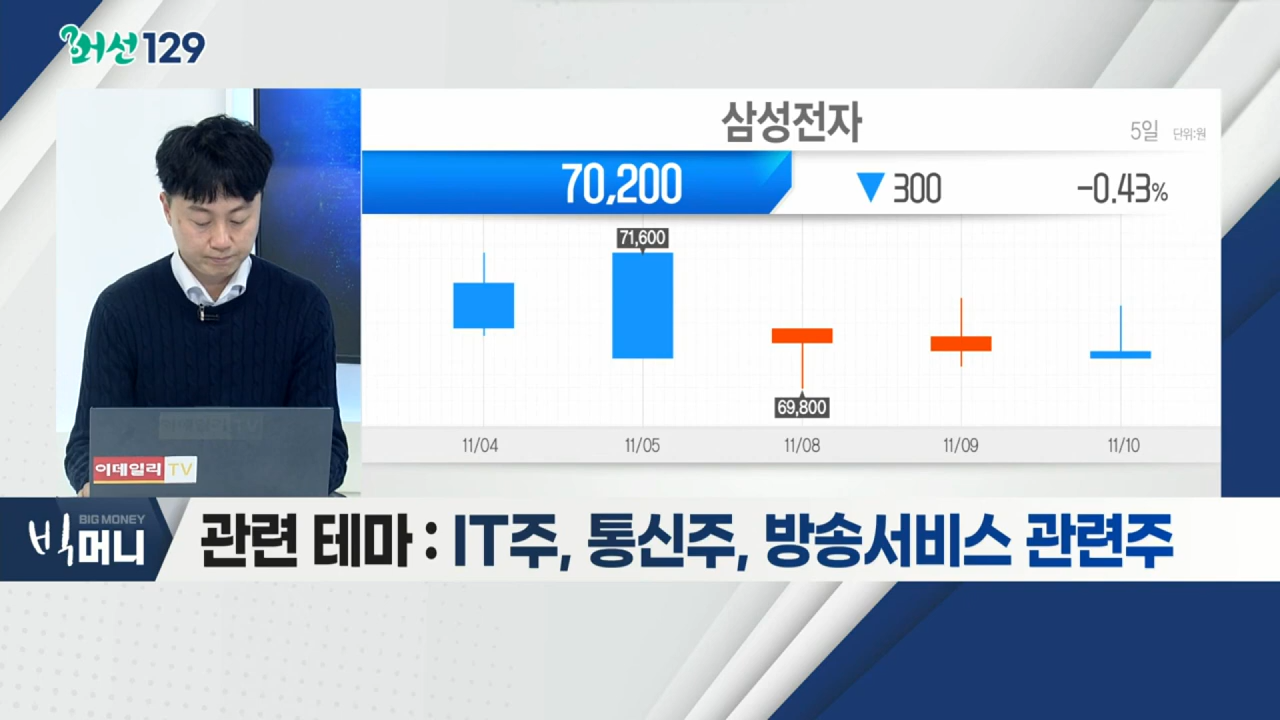 머선129
삼성전자
5일 단위:원
70,200 ▼300 -0.43%
71,600
69,800
11/04 11/05 11/08 11/09 11/10
이데일리TV
BIG MONEY
빅머니
관련 테마 : IT주, 통신주, 방송서비스 관련주